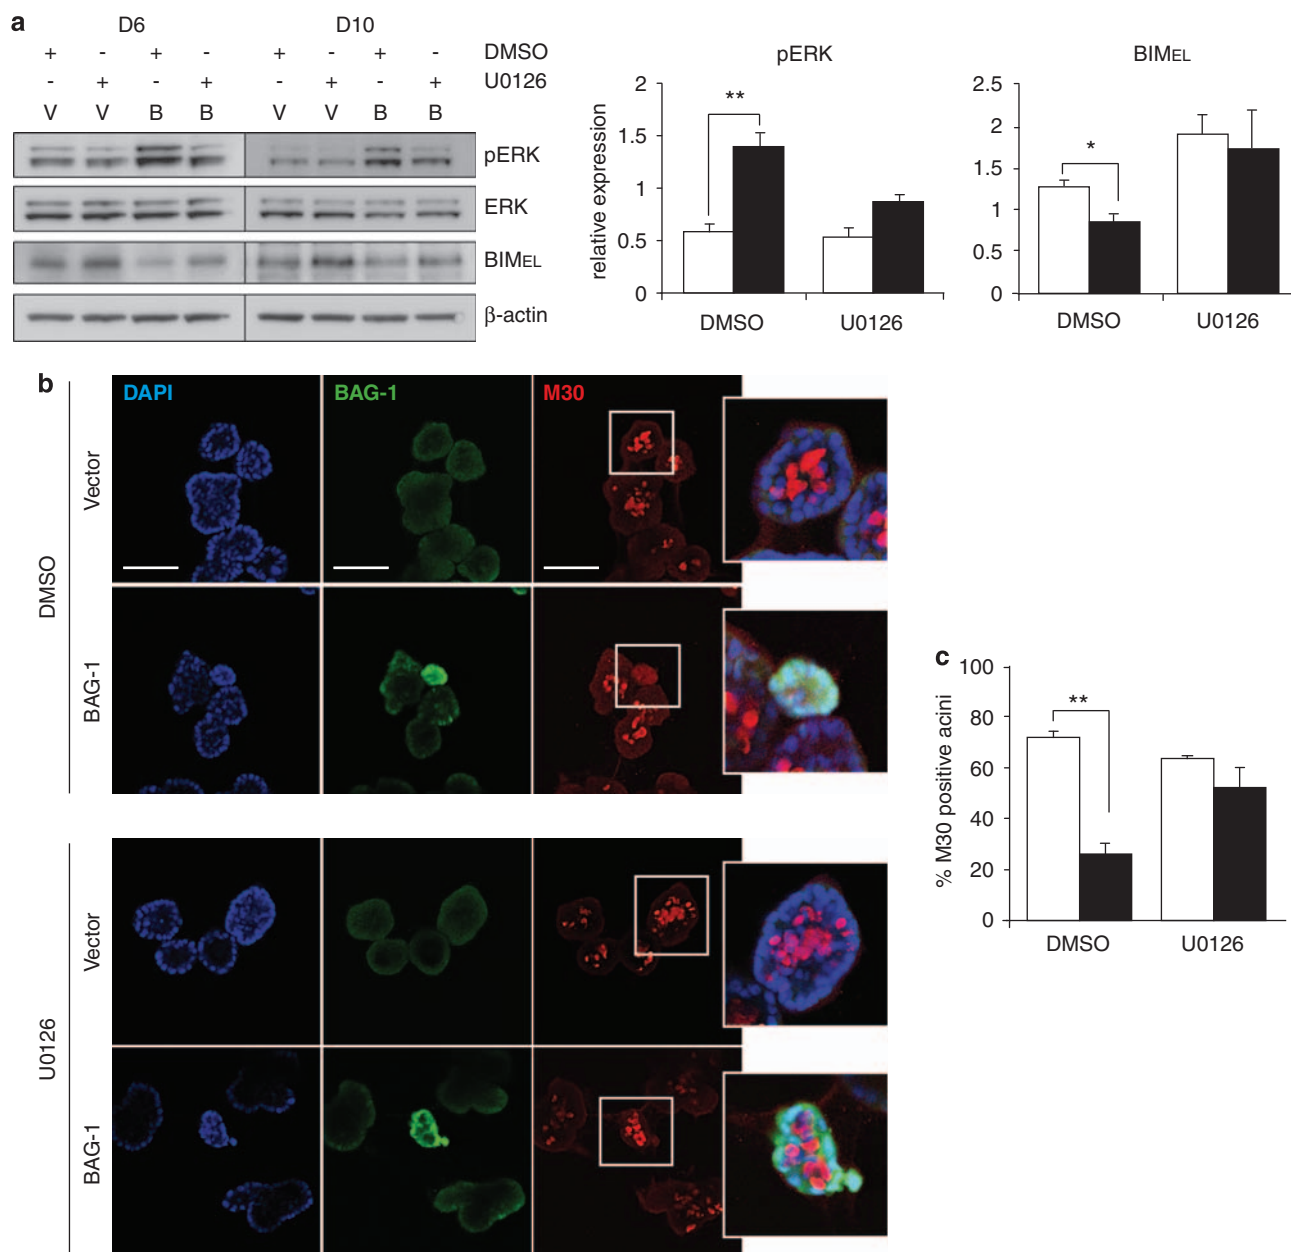 a
D6 D10
+ - + - + - + - DMSO
- + - + - + - + U0126
V V B B V V B B
pERK
ERK
BIMEL
β-actin
pERK
relative expression
2
1.5
1
0.5
0
**
DMSO U0126
BIMEL
2.5
2
1.5
1
0.5
0
*
DMSO U0126
b
DAPI BAG-1 M30
DMSO
Vector
BAG-1
U0126
Vector
BAG-1
c
% M30 positive acini
100
80
60
40
20
0
**
DMSO U0126